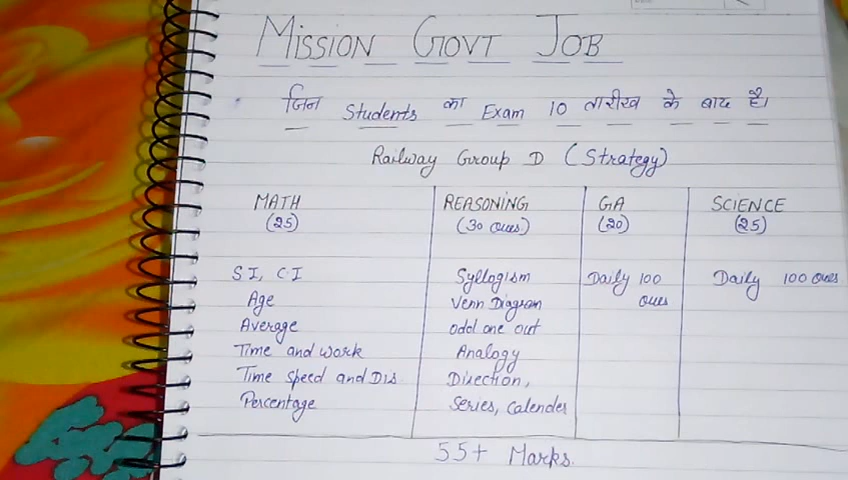 MISSION GOVT JOB
जिन Students का Exam 10 तारीख के बाद है।
Railway Group D (Strategy)
MATH REASONING GA SCIENCE
(25) (30 Ques) (20) (25)
S I, C I Syllogism Daily 100 Daily 100 Ques
Age Venn Diagram Ques
Average odd one out
Time and work Analogy
Time Speed and Dis Direction,
Percentage Series, Calender
55+ Marks.